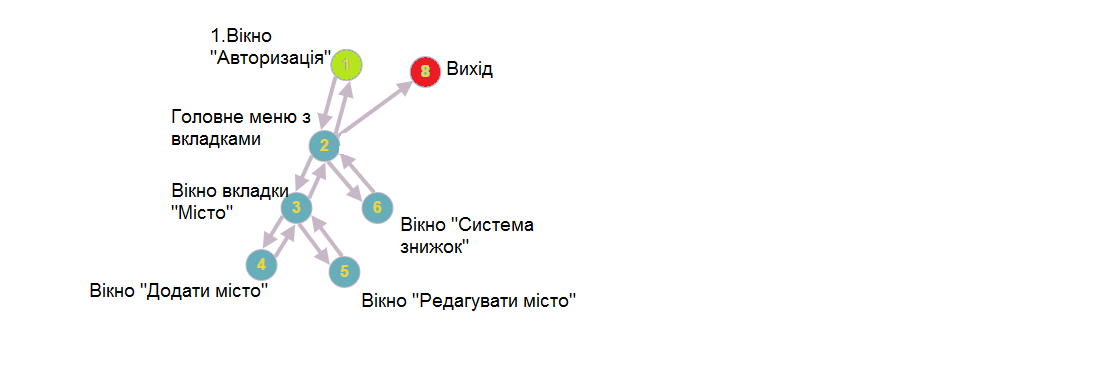 1.Вікно
"Авторизація"
1
8
Вихід
Головне меню з
вкладками
2
Вікно вкладки
"Місто"
3
6
Вікно "Система
знижок"
4
5
Вікно "Додати місто"
Вікно "Редагувати місто"